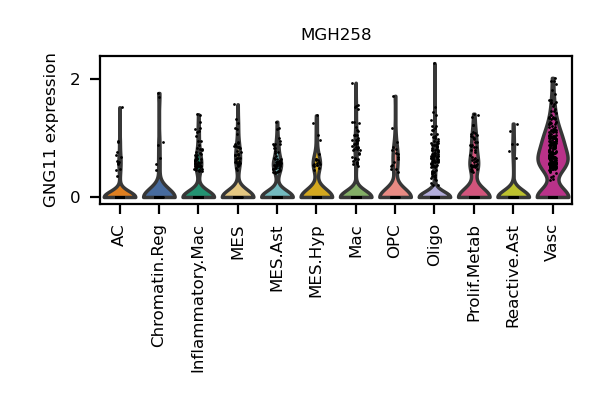 MGH258
GNG11 expression
2
0
AC
Chromatin.Reg
Inflammatory.Mac
MES
MES.Ast
MES.Hyp
Mac
OPC
Oligo
Prolif.Metab
Reactive.Ast
Vasc